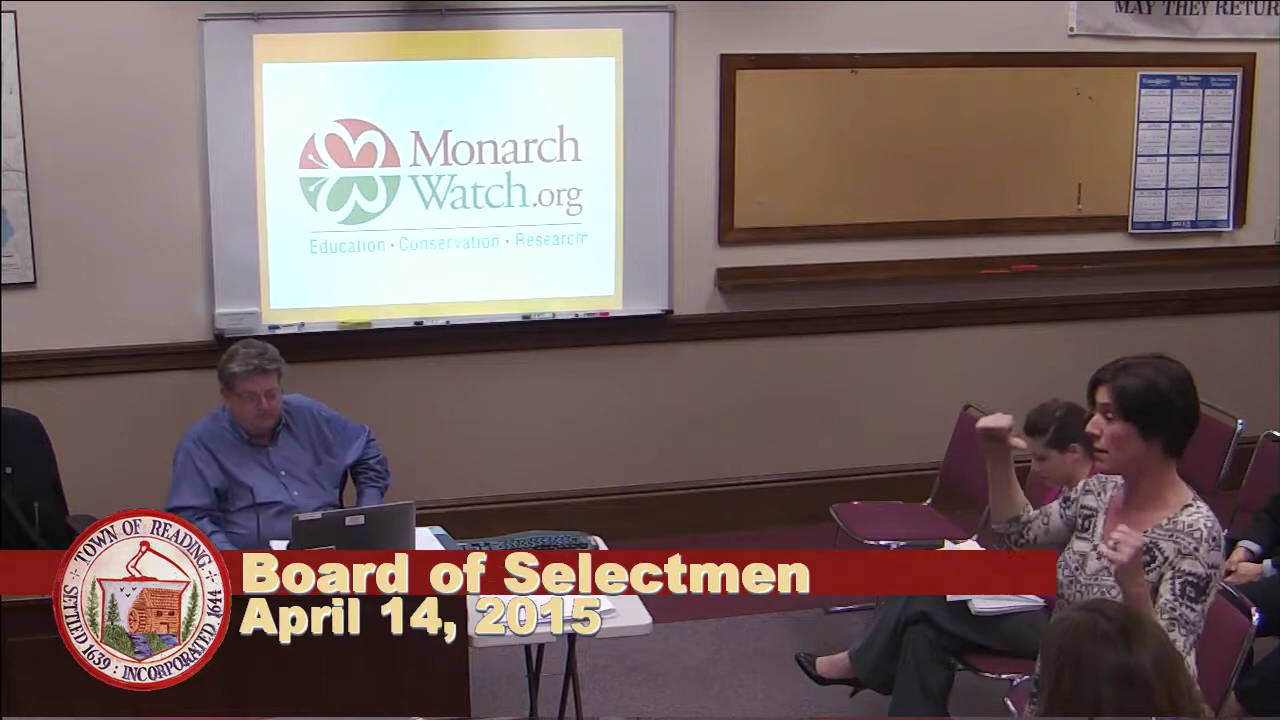 MAY THEY RETUR
Monarch
Watch.org
Education · Conservation · Research
TOWN OF READING
SETTLED 1639 : INCORPORATED 1644
Board of Selectmen
April 14, 2015